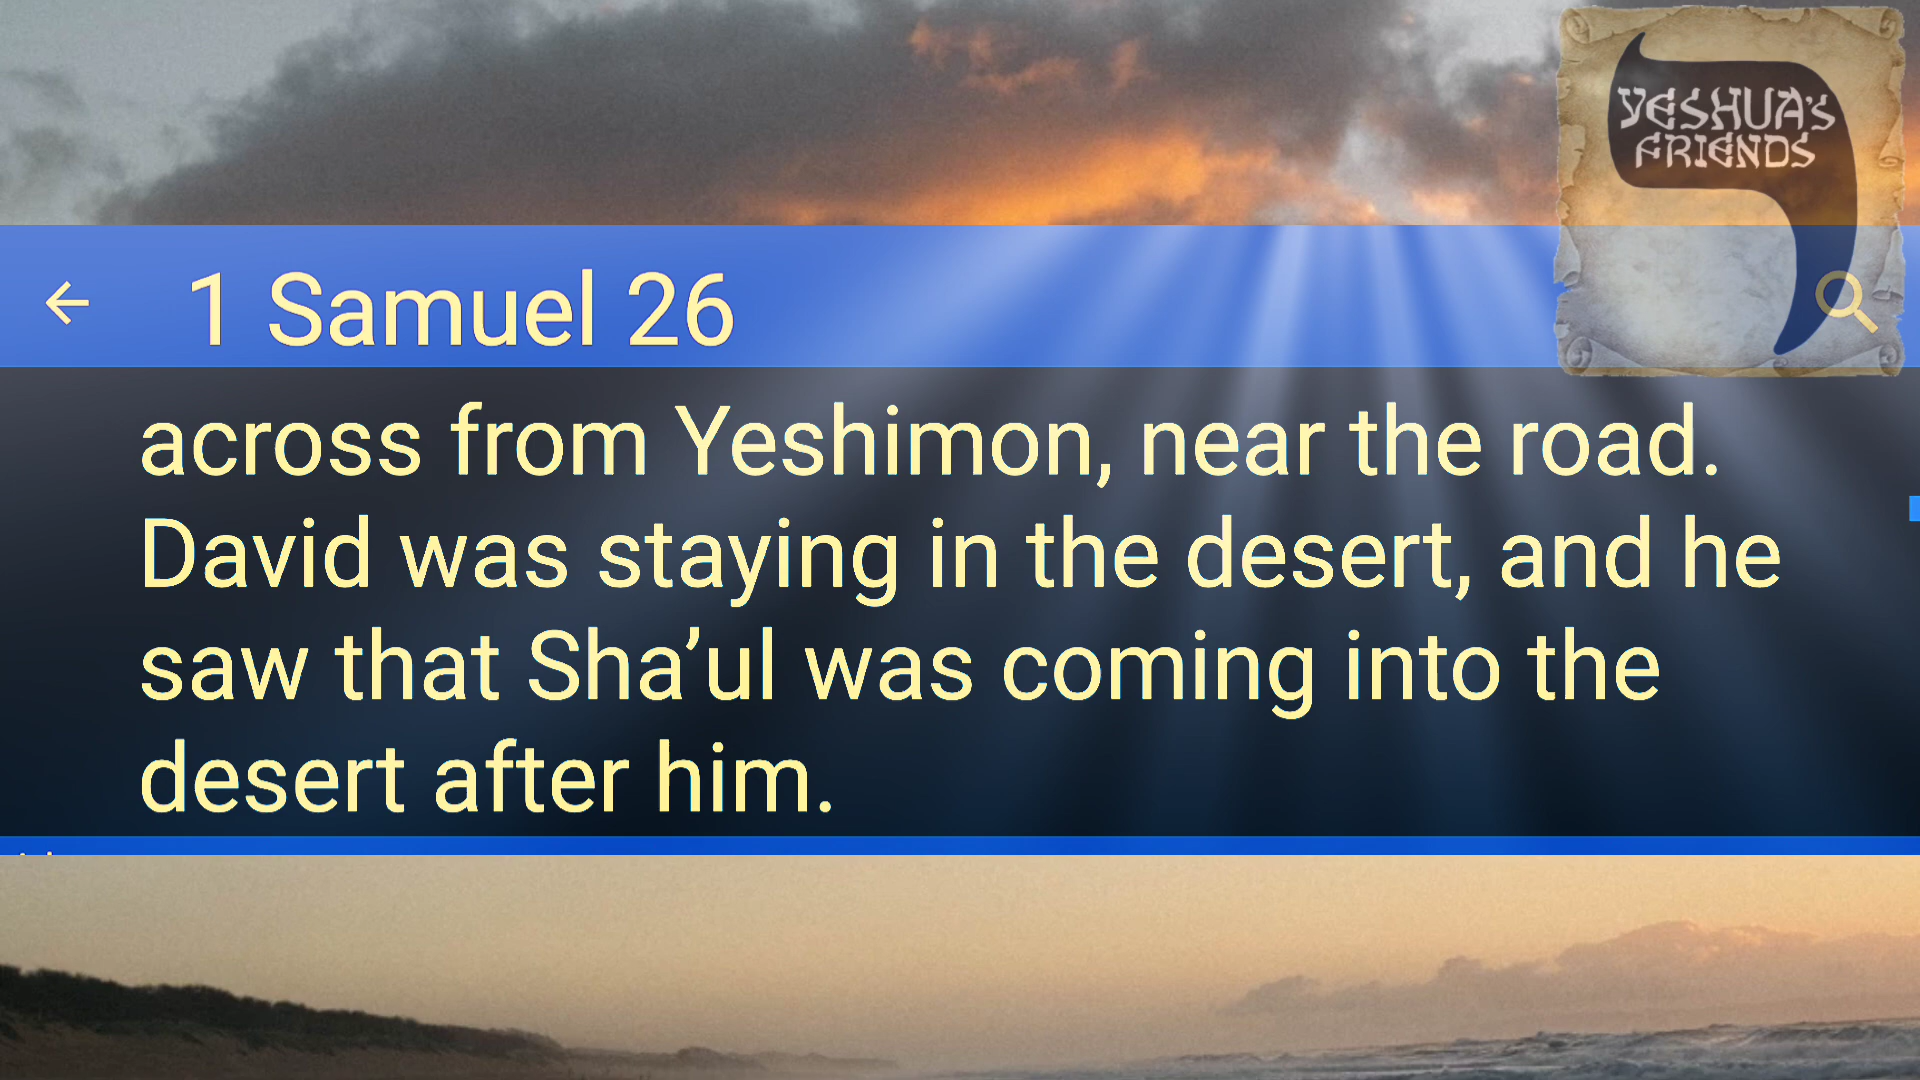 YESHUA's
FRIENDS
1 Samuel 26
across from Yeshimon, near the road.
David was staying in the desert, and he
saw that Sha’ul was coming into the
desert after him.